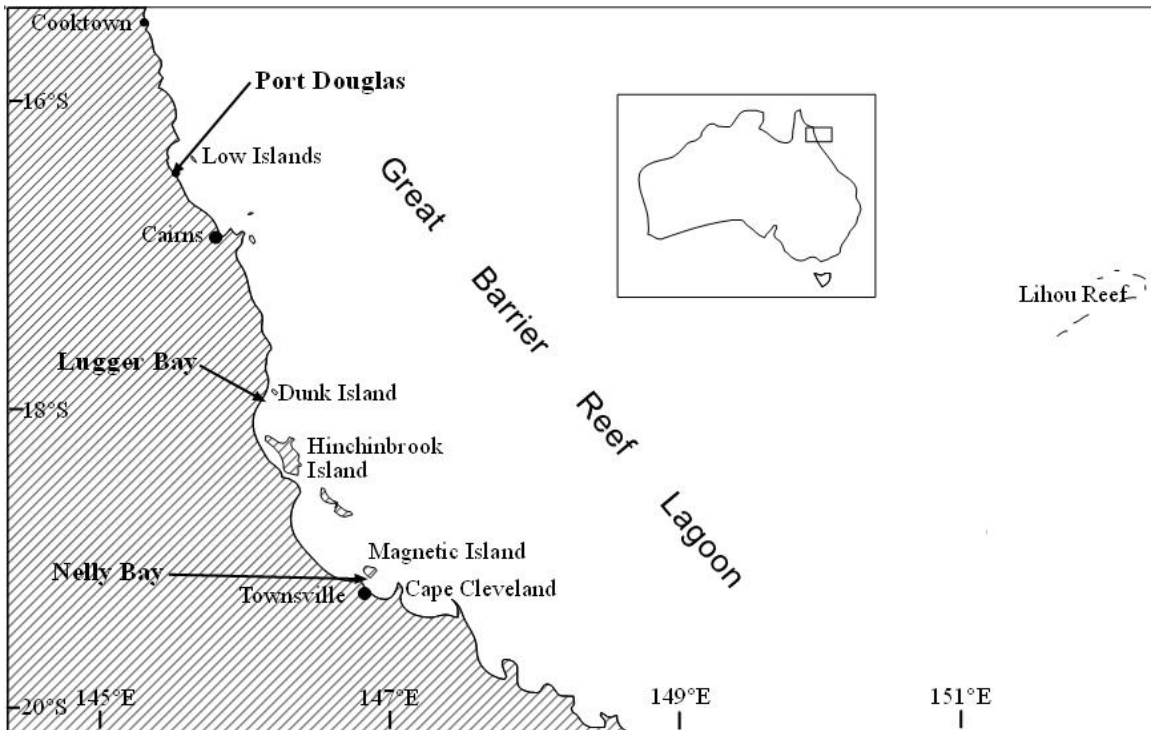 Cooktown
Port Douglas
16°S
Low Islands
Great
Cairns
Barrier
Lihou Reef
Lugger Bay
Dunk Island
18°S
Reef
Hinchinbrook
Island
Lagoon
Magnetic Island
Nelly Bay
Cape Cleveland
Townsville
145°E
147°E
149°E
151°E
20°S